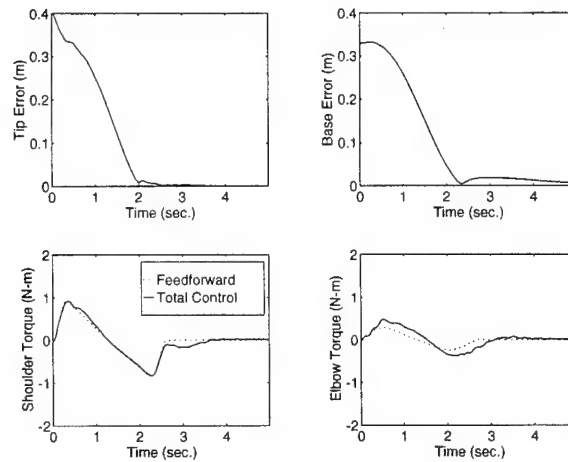 0.4
0.3
0.2
0.1
0
Tip Error (m)
0 1 2 3 4
Time (sec.)
0.4
0.3
0.2
0.1
0
Base Error (m)
0 1 2 3 4
Time (sec.)
2
1
0
-1
-2
Shoulder Torque (N-m)
Feedforward
Total Control
0 1 2 3 4
Time (sec.)
2
1
0
-1
-2
Elbow Torque (N-m)
0 1 2 3 4
Time (sec.)